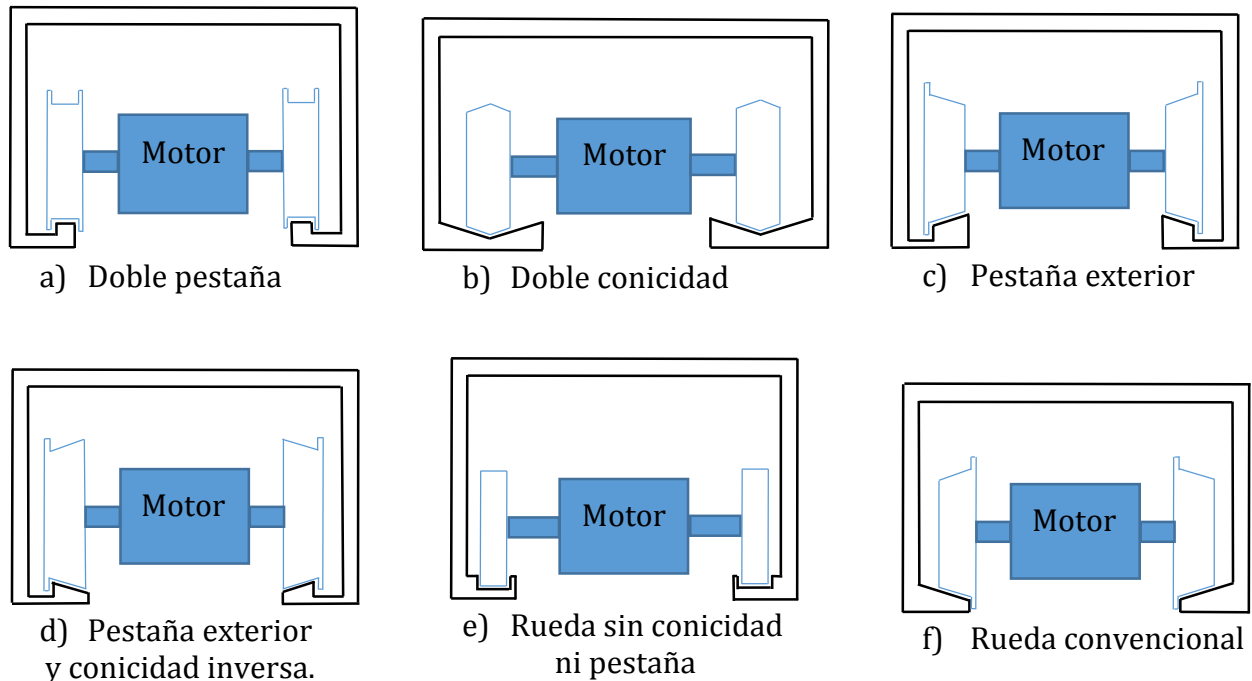 Motor
Motor
Motor
a) Doble pestaña
b) Doble conicidad
c) Pestaña exterior
Motor
Motor
Motor
d) Pestaña exterior
y conicidad inversa.
e) Rueda sin conicidad
ni pestaña
f) Rueda convencional